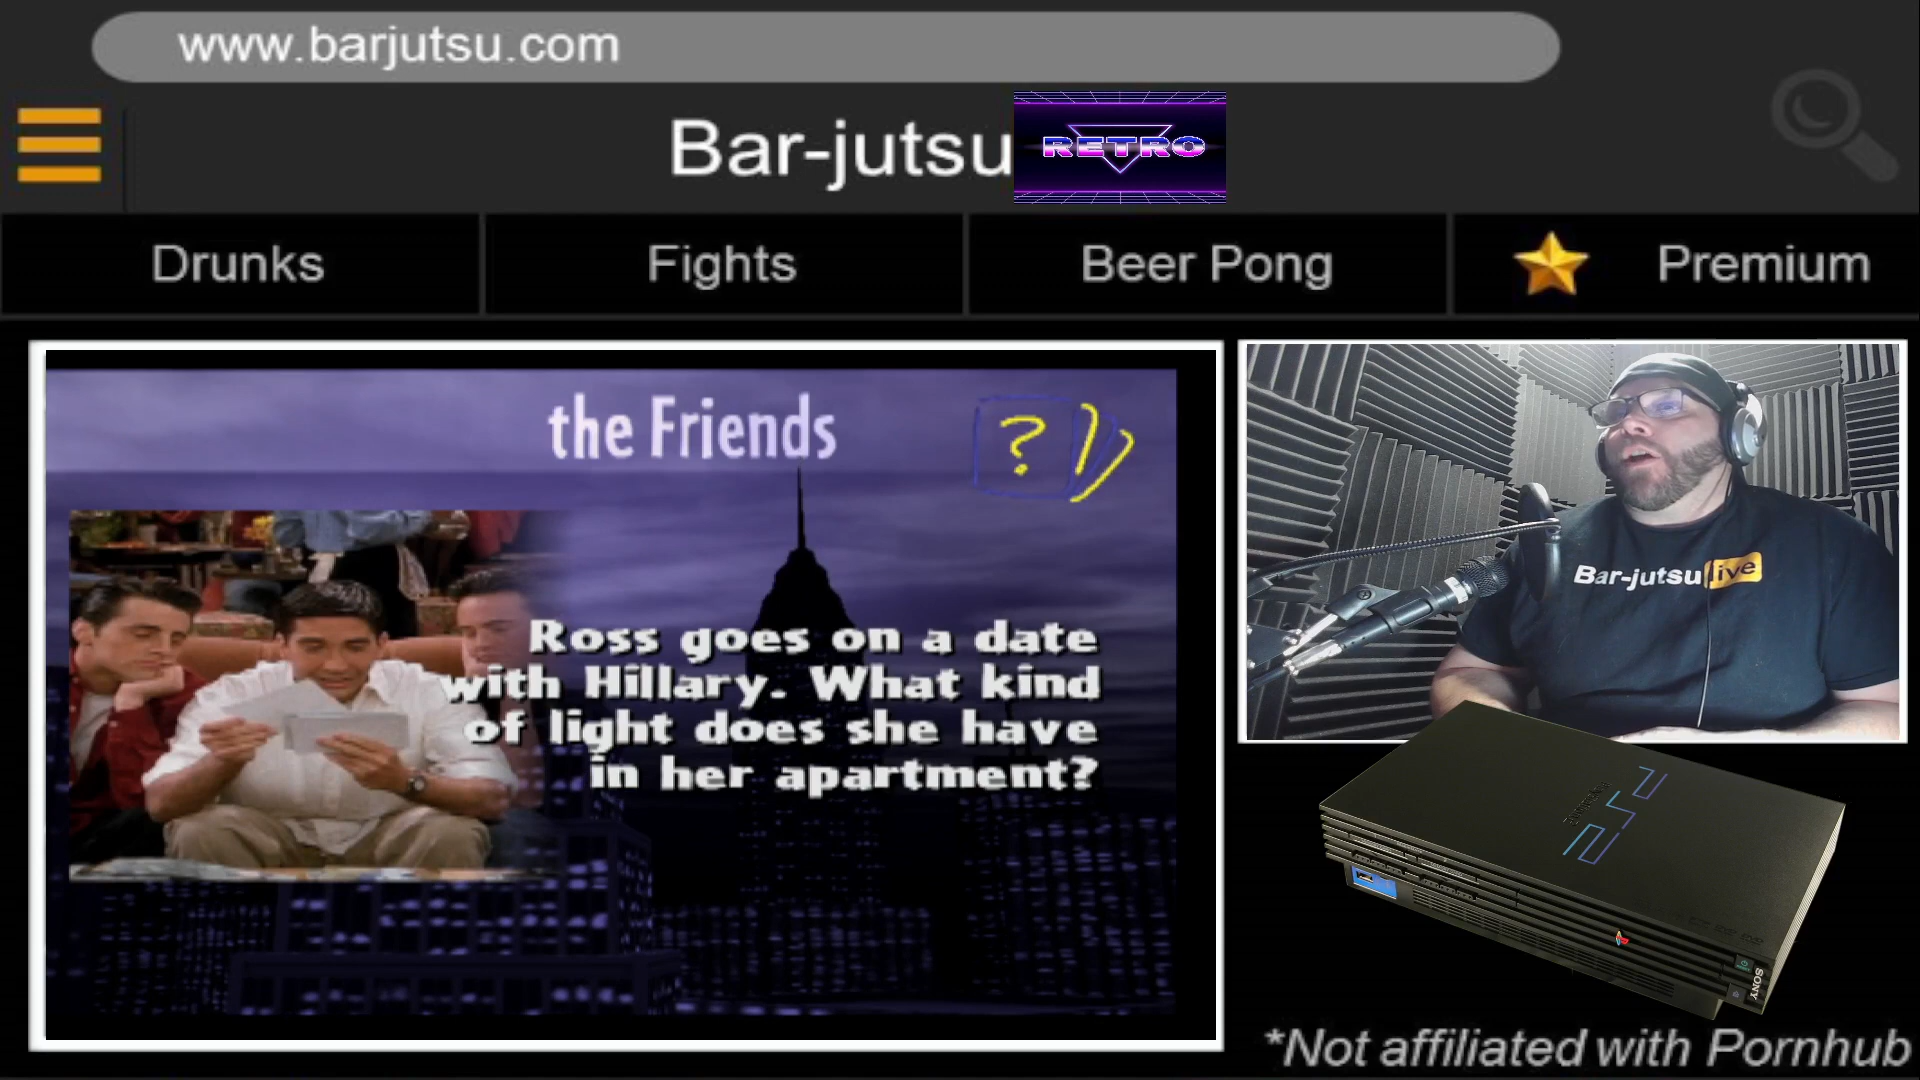 www.barjutsu.com
Bar-jutsu RETRO
Drunks Fights Beer Pong Premium
the Friends ?
Ross goes on a date
with Hillary. What kind
of light does she have
in her apartment?
Bar-jutsu live
PS2
SONY
*Not affiliated with Pornhub